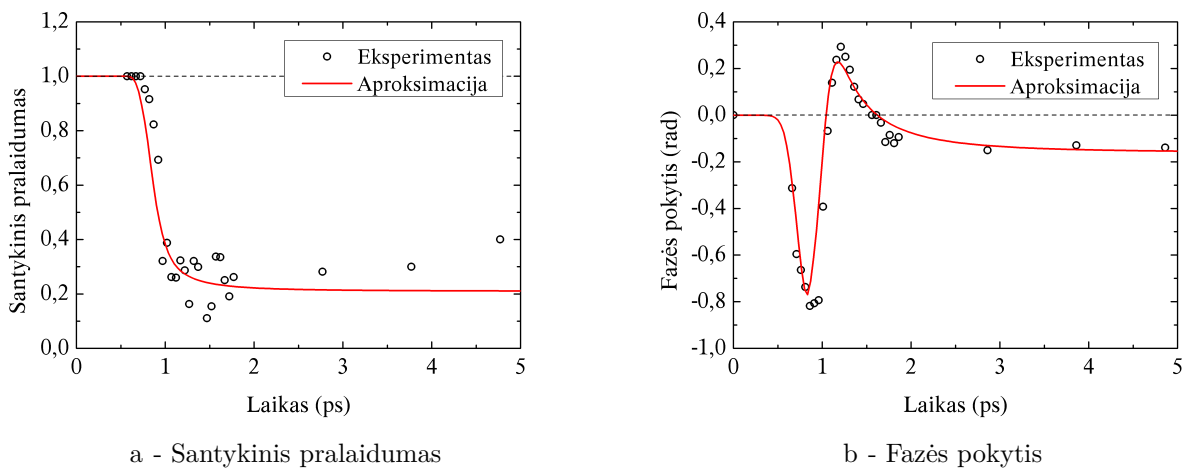 1,2
1,0
0,8
0,6
0,4
0,2
0,0
0 1 2 3 4 5
Santykinis pralaidumas
Laikas (ps)
Eksperimentas
Aproksimacija
a - Santykinis pralaidumas
0,4
0,2
0,0
-0,2
-0,4
-0,6
-0,8
-1,0
0 1 2 3 4 5
Fazės pokytis (rad)
Laikas (ps)
Eksperimentas
Aproksimacija
b - Fazės pokytis